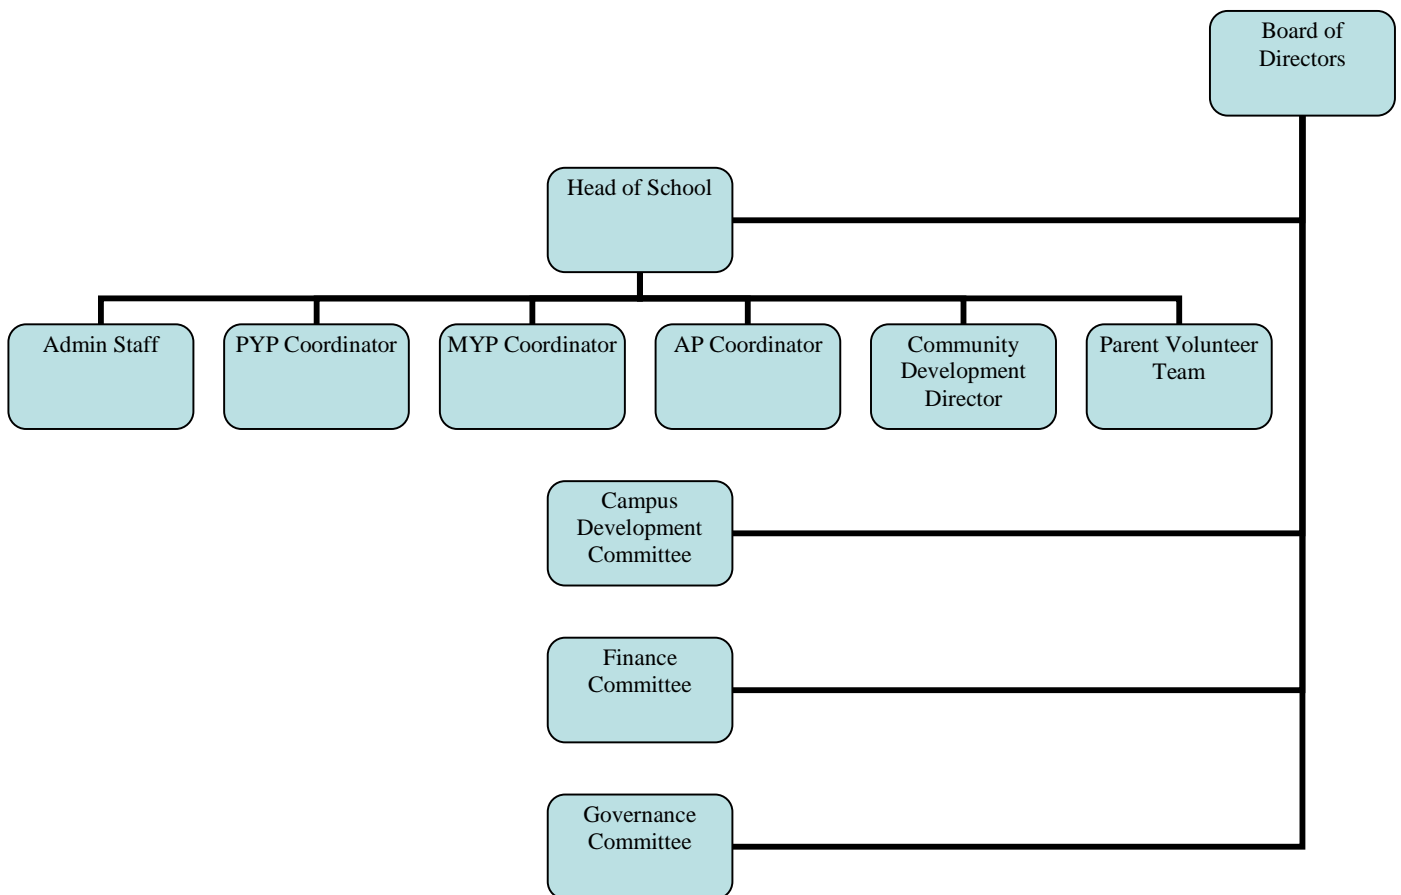 Board of
Directors
Head of School
Admin Staff
PYP Coordinator
MYP Coordinator
AP Coordinator
Community
Development
Director
Parent Volunteer
Team
Campus
Development
Committee
Finance
Committee
Governance
Committee